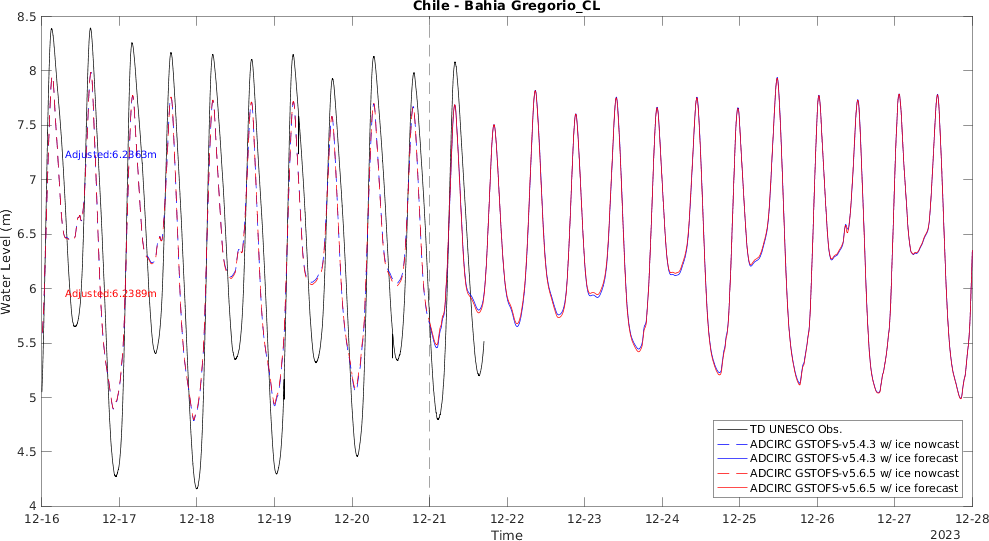 Chile - Bahia Gregorio_CL
8.5
8
7.5
7
6.5
6
5.5
5
4.5
4
Water Level (m)
Adjusted:6.2363m
Adjusted:6.2389m
TD UNESCO Obs.
ADCIRC GSTOFS-v5.4.3 w/ ice nowcast
ADCIRC GSTOFS-v5.4.3 w/ ice forecast
ADCIRC GSTOFS-v5.6.5 w/ ice nowcast
ADCIRC GSTOFS-v5.6.5 w/ ice forecast
12-16 12-17 12-18 12-19 12-20 12-21 12-22 12-23 12-24 12-25 12-26 12-27 12-28
Time
2023